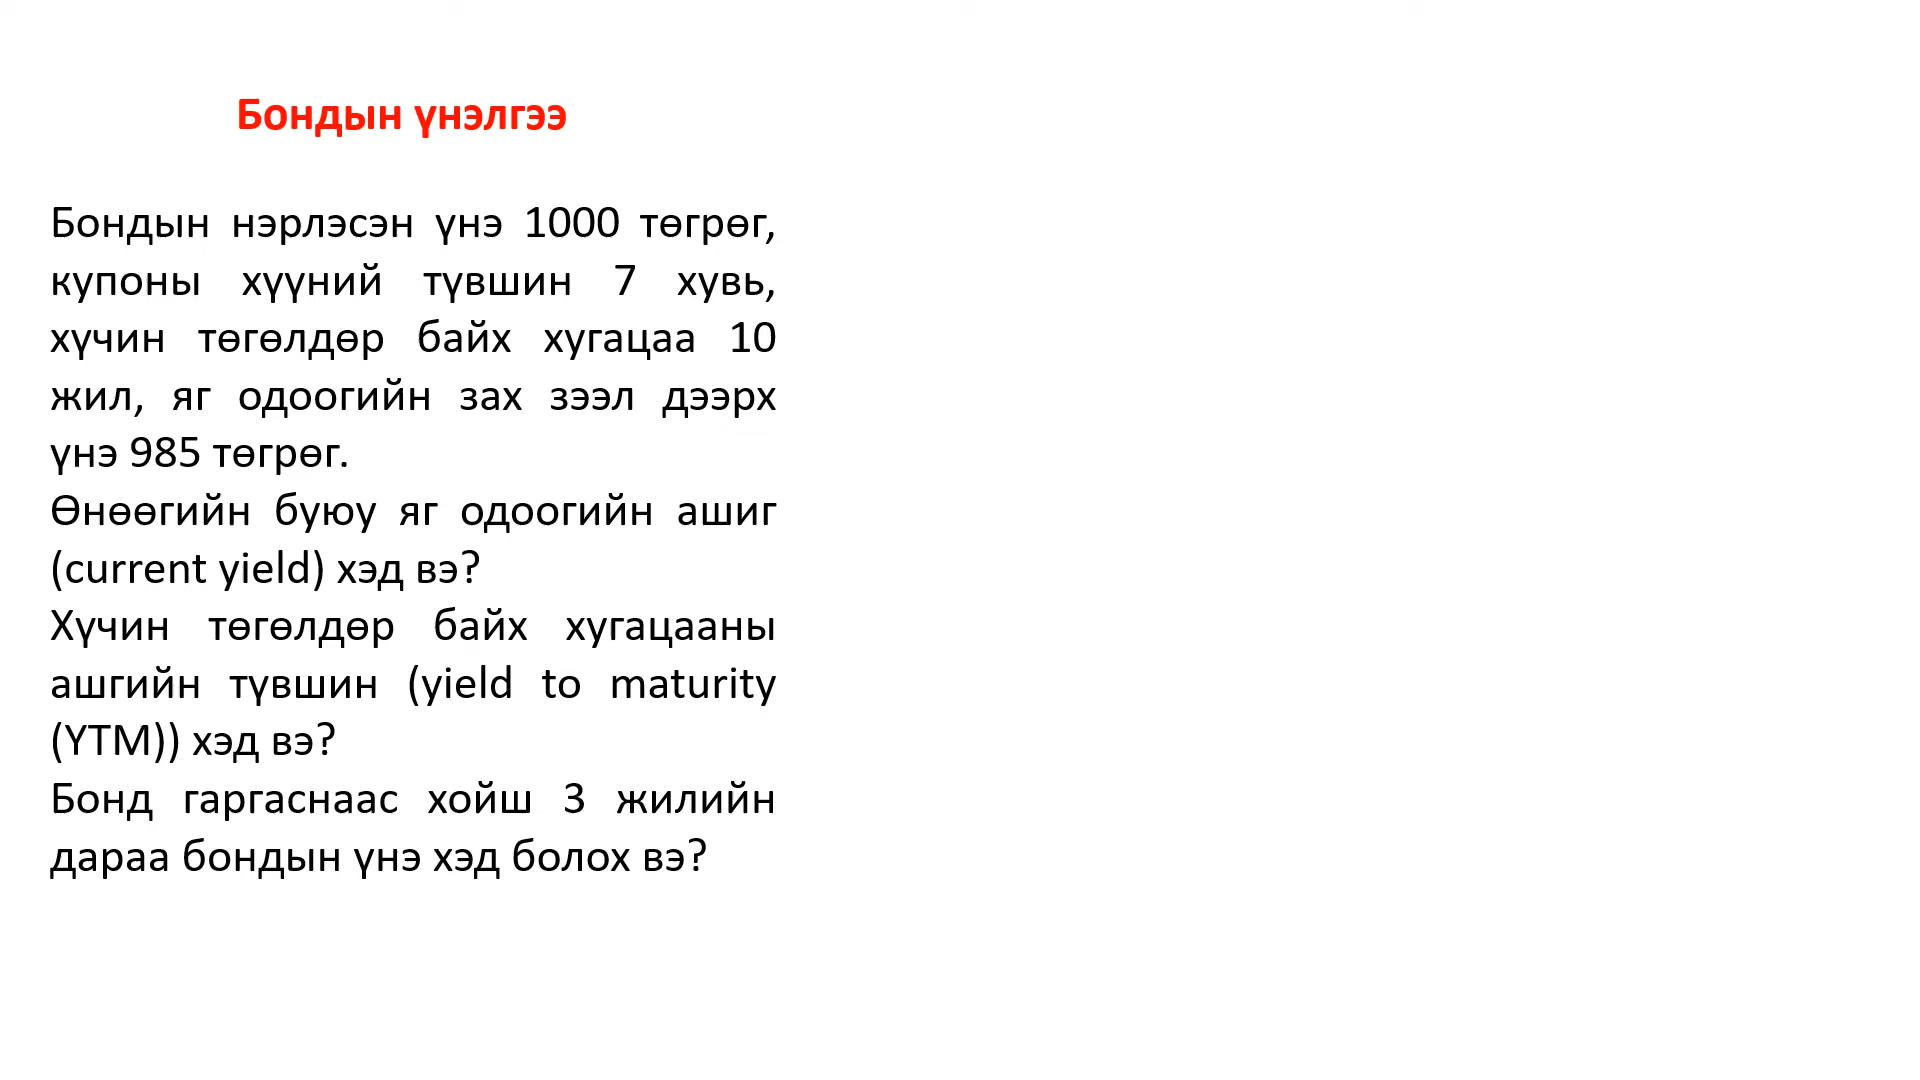 Бондын үнэлгээ
Бондын нэрлэсэн үнэ 1000 төгрөг,
купоны хүүний түвшин 7 хувь,
хүчин төгөлдөр байх хугацаа 10
жил, яг одоогийн зах зээл дээрх
үнэ 985 төгрөг.
Өнөөгийн буюу яг одоогийн ашиг
(current yield) хэд вэ?
Хүчин төгөлдөр байх хугацааны
ашгийн түвшин (yield to maturity
(YTM)) хэд вэ?
Бонд гаргаснаас хойш 3 жилийн
дараа бондын үнэ хэд болох вэ?